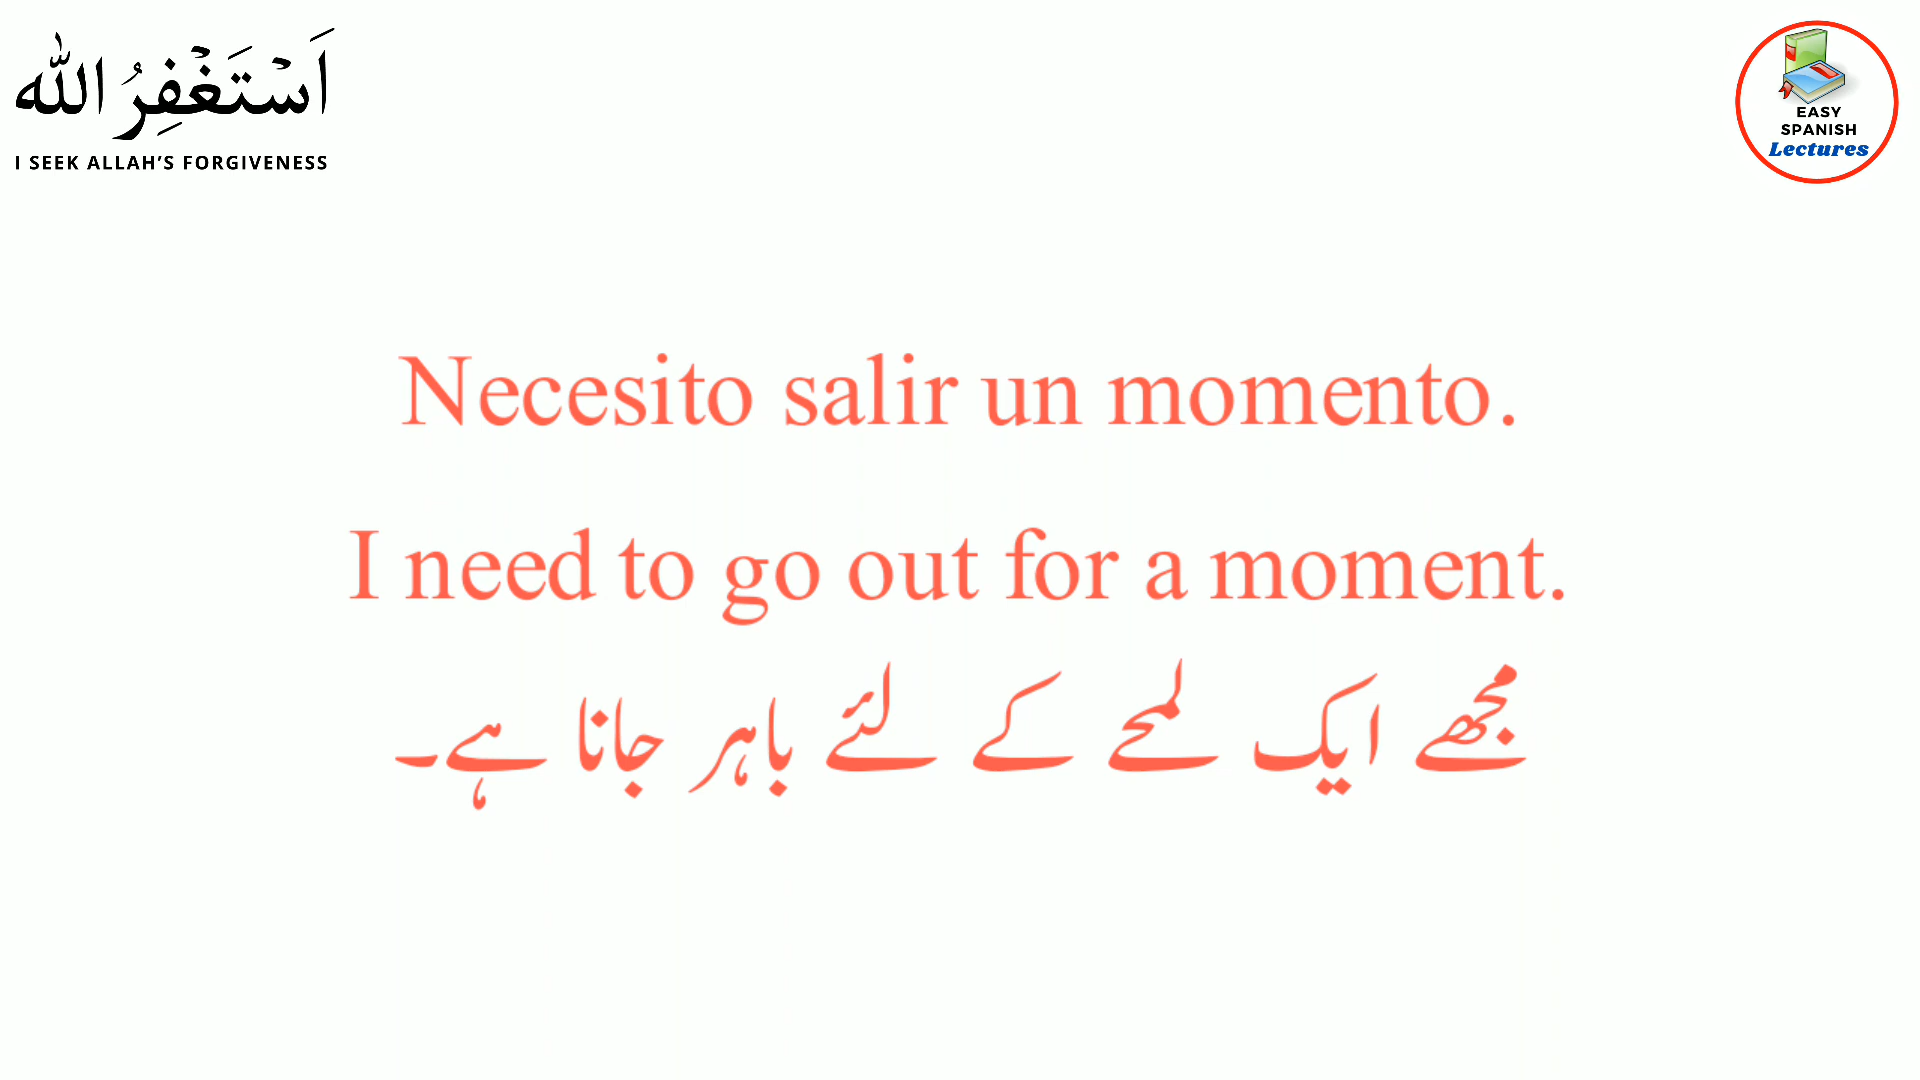 اَسْتَغْفِرُ اللّٰه
I SEEK ALLAH'S FORGIVENESS
EASY
SPANISH
Lectures
Necesito salir un momento.
I need to go out for a moment.
مجھے ایک لمحے کے لئے باہر جانا ہے۔